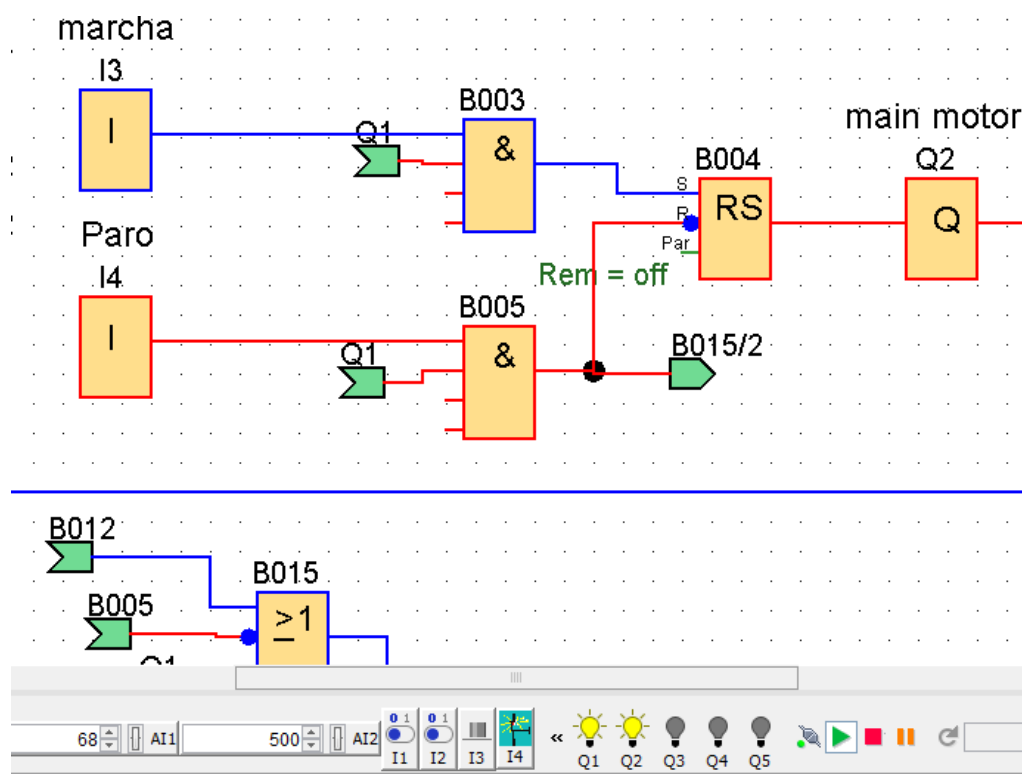 marcha
I3
I
Q1
B003
&
main motor
B004
Q2
S
R
Par
RS
Q
Rem = off
Paro
I4
I
Q1
B005
&
B015/2
B012
B015
B005
≥1
Q1
68 AI1 500 AI2 0 1 I1 0 1 I2 I3 I4 « Q1 Q2 Q3 Q4 Q5